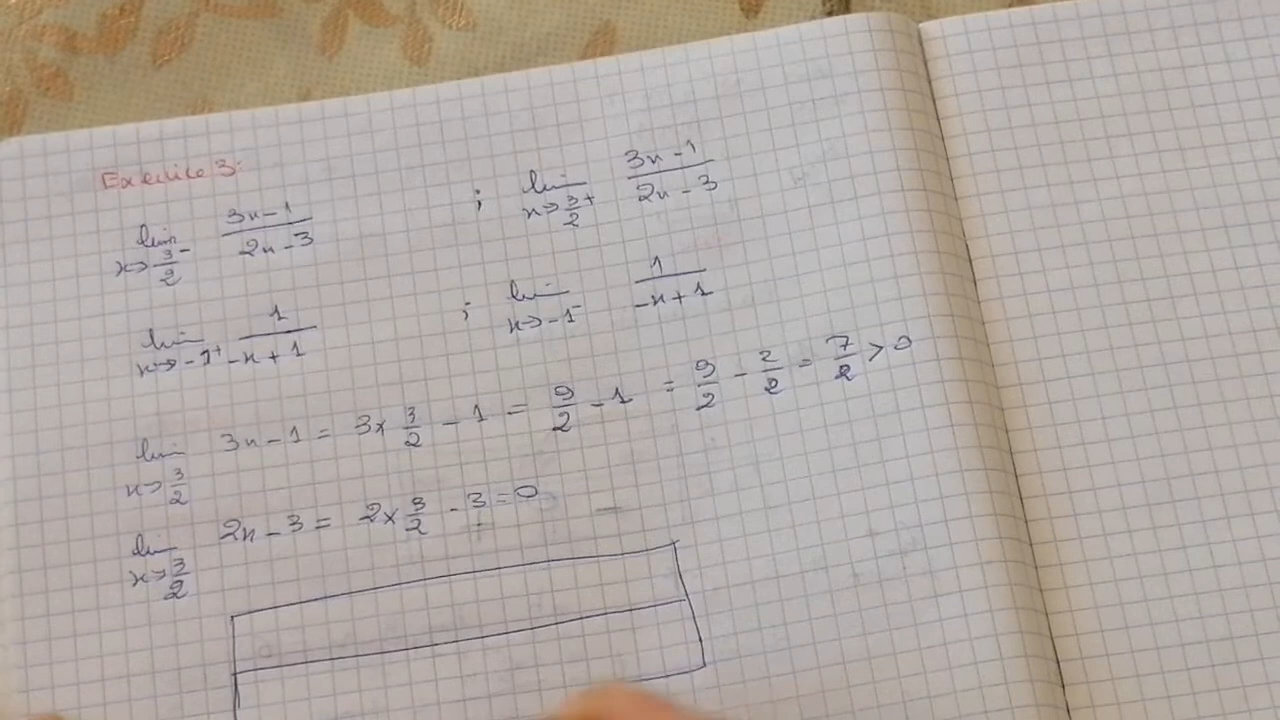 Exercice 3:
lim x→3/2⁻ (3x-1)/(2x-3) ; lim x→3/2⁺ (3x-1)/(2x-3)
lim x→-1⁺ 1/(-x+1) ; lim x→-1⁻ 1/(-x+1)
lim x→3/2 3x-1 = 3×3/2 - 1 = 9/2 - 1 = 9/2 - 2/2 = 7/2 > 0
lim x→3/2 2x-3 = 2×3/2 - 3 = 0